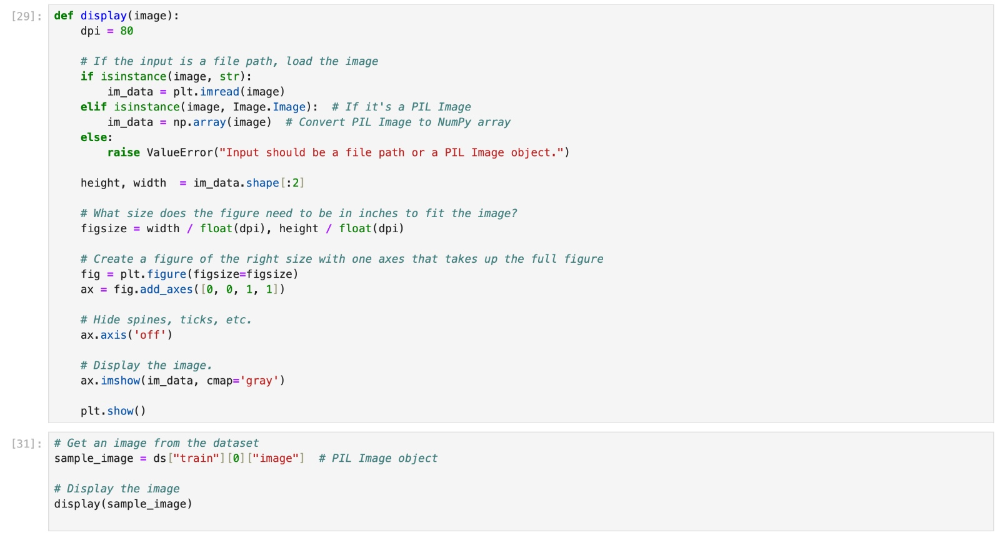 [29]: def display(image):
    dpi = 80

    # If the input is a file path, load the image
    if isinstance(image, str):
        im_data = plt.imread(image)
    elif isinstance(image, Image.Image):  # If it's a PIL Image
        im_data = np.array(image)  # Convert PIL Image to NumPy array
    else:
        raise ValueError("Input should be a file path or a PIL Image object.")

    height, width  = im_data.shape[:2]

    # What size does the figure need to be in inches to fit the image?
    figsize = width / float(dpi), height / float(dpi)

    # Create a figure of the right size with one axes that takes up the full figure
    fig = plt.figure(figsize=figsize)
    ax = fig.add_axes([0, 0, 1, 1])

    # Hide spines, ticks, etc.
    ax.axis('off')

    # Display the image.
    ax.imshow(im_data, cmap='gray')

    plt.show()

[31]: # Get an image from the dataset
sample_image = ds["train"][0]["image"]  # PIL Image object

# Display the image
display(sample_image)